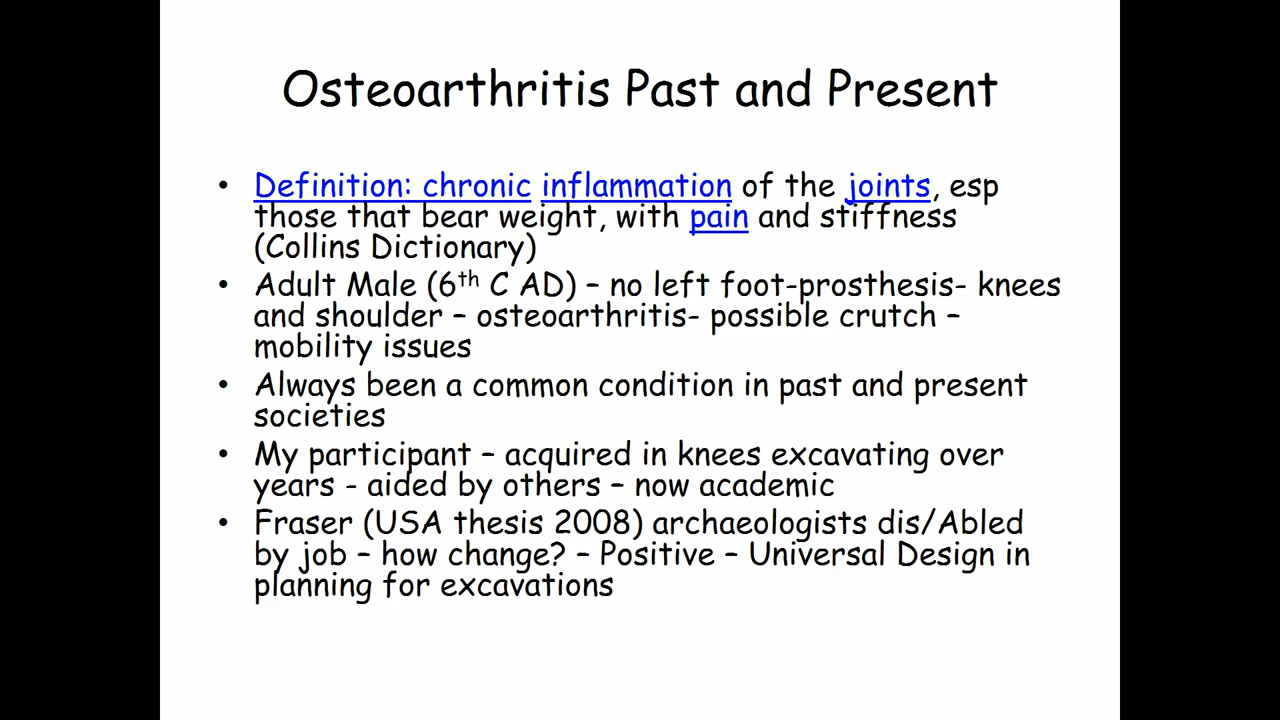 Osteoarthritis Past and Present
• Definition: chronic inflammation of the joints, esp
those that bear weight, with pain and stiffness
(Collins Dictionary)
• Adult Male (6th C AD) – no left foot-prosthesis- knees
and shoulder – osteoarthritis- possible crutch –
mobility issues
• Always been a common condition in past and present
societies
• My participant – acquired in knees excavating over
years - aided by others – now academic
• Fraser (USA thesis 2008) archaeologists dis/Abled
by job – how change? – Positive – Universal Design in
planning for excavations